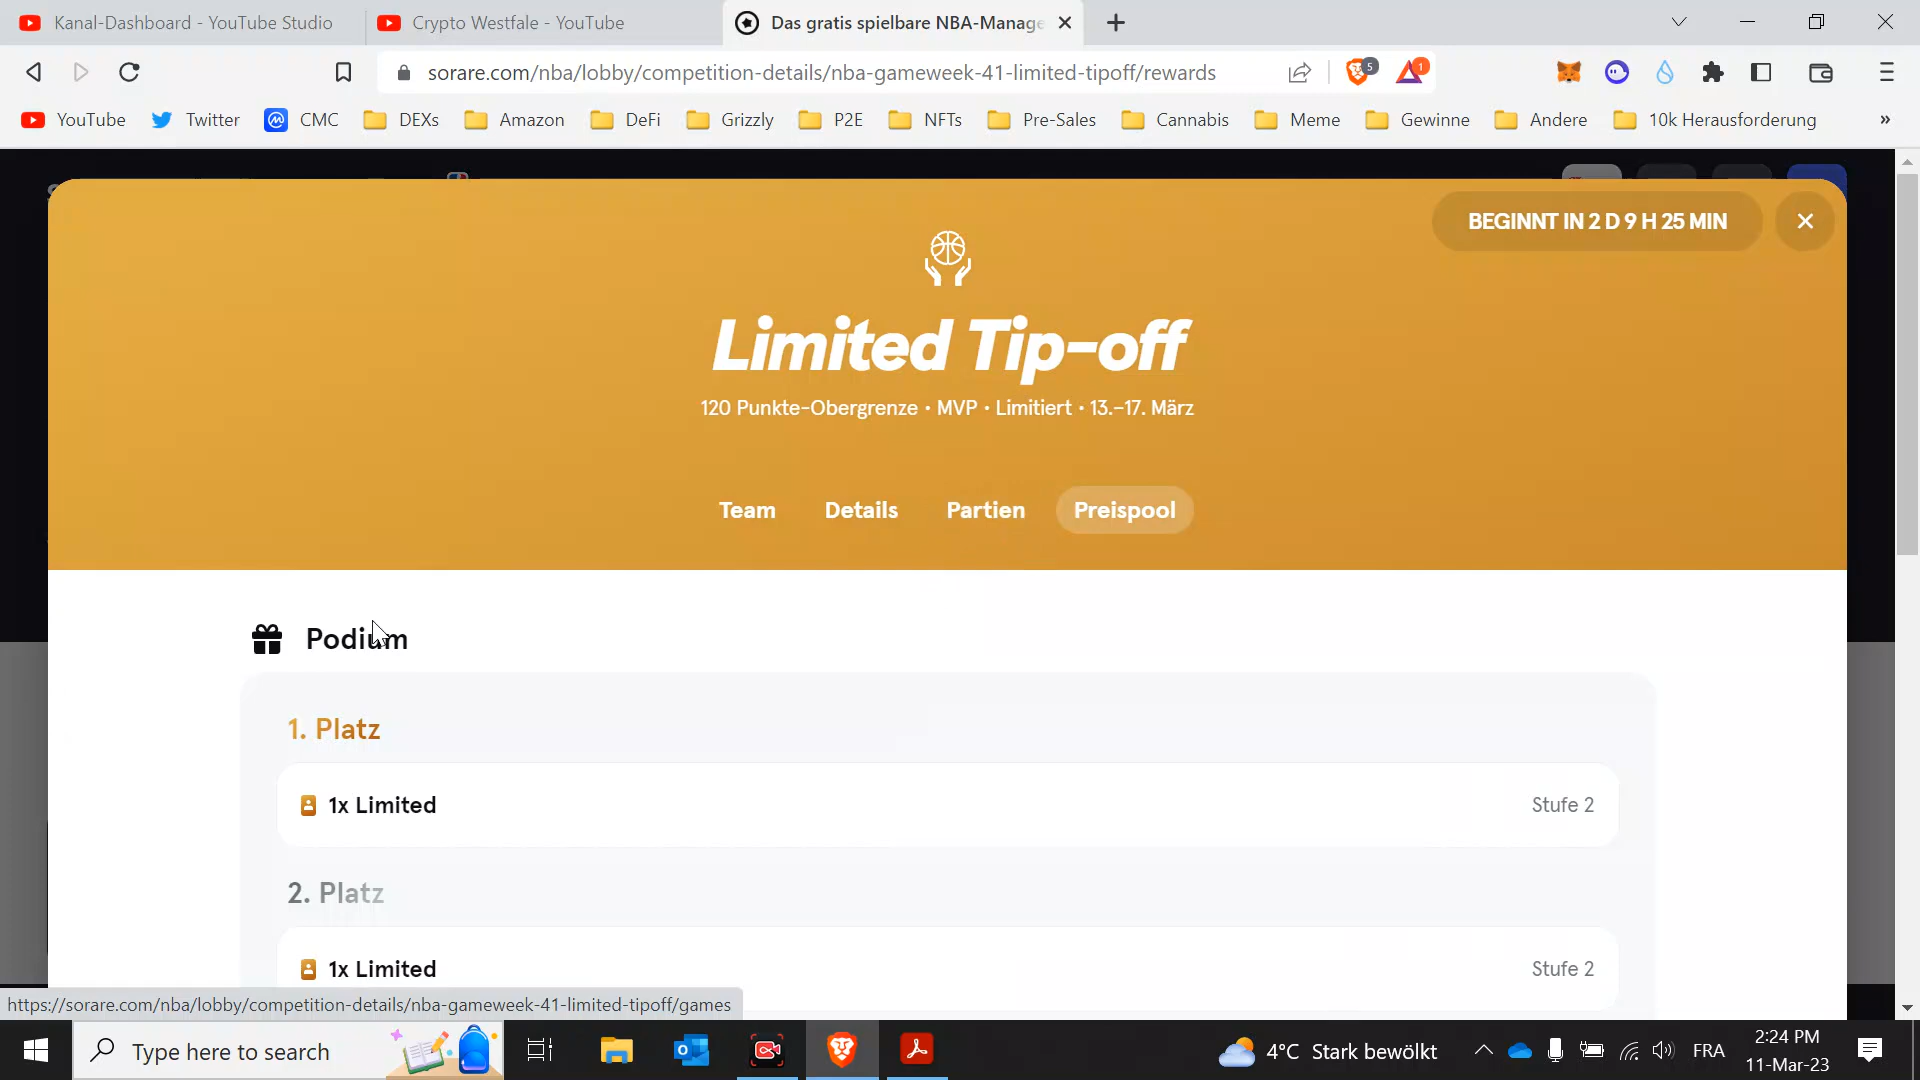 Kanal-Dashboard - YouTube Studio
Crypto Westfale - YouTube
Das gratis spielbare NBA-Manage
sorare.com/nba/lobby/competition-details/nba-gameweek-41-limited-tipoff/rewards
5
1
YouTube
Twitter
CMC
DEXs
Amazon
DeFi
Grizzly
P2E
NFTs
Pre-Sales
Cannabis
Meme
Gewinne
Andere
10k Herausforderung
»
BEGINNT IN 2 D 9 H 25 MIN
Limited Tip-off
120 Punkte-Obergrenze • MVP • Limitiert • 13.–17. März
Team
Details
Partien
Preispool
Podium
1. Platz
1x Limited
Stufe 2
2. Platz
1x Limited
Stufe 2
https://sorare.com/nba/lobby/competition-details/nba-gameweek-41-limited-tipoff/games
Type here to search
4°C Stark bewölkt
FRA
2:24 PM
11-Mar-23